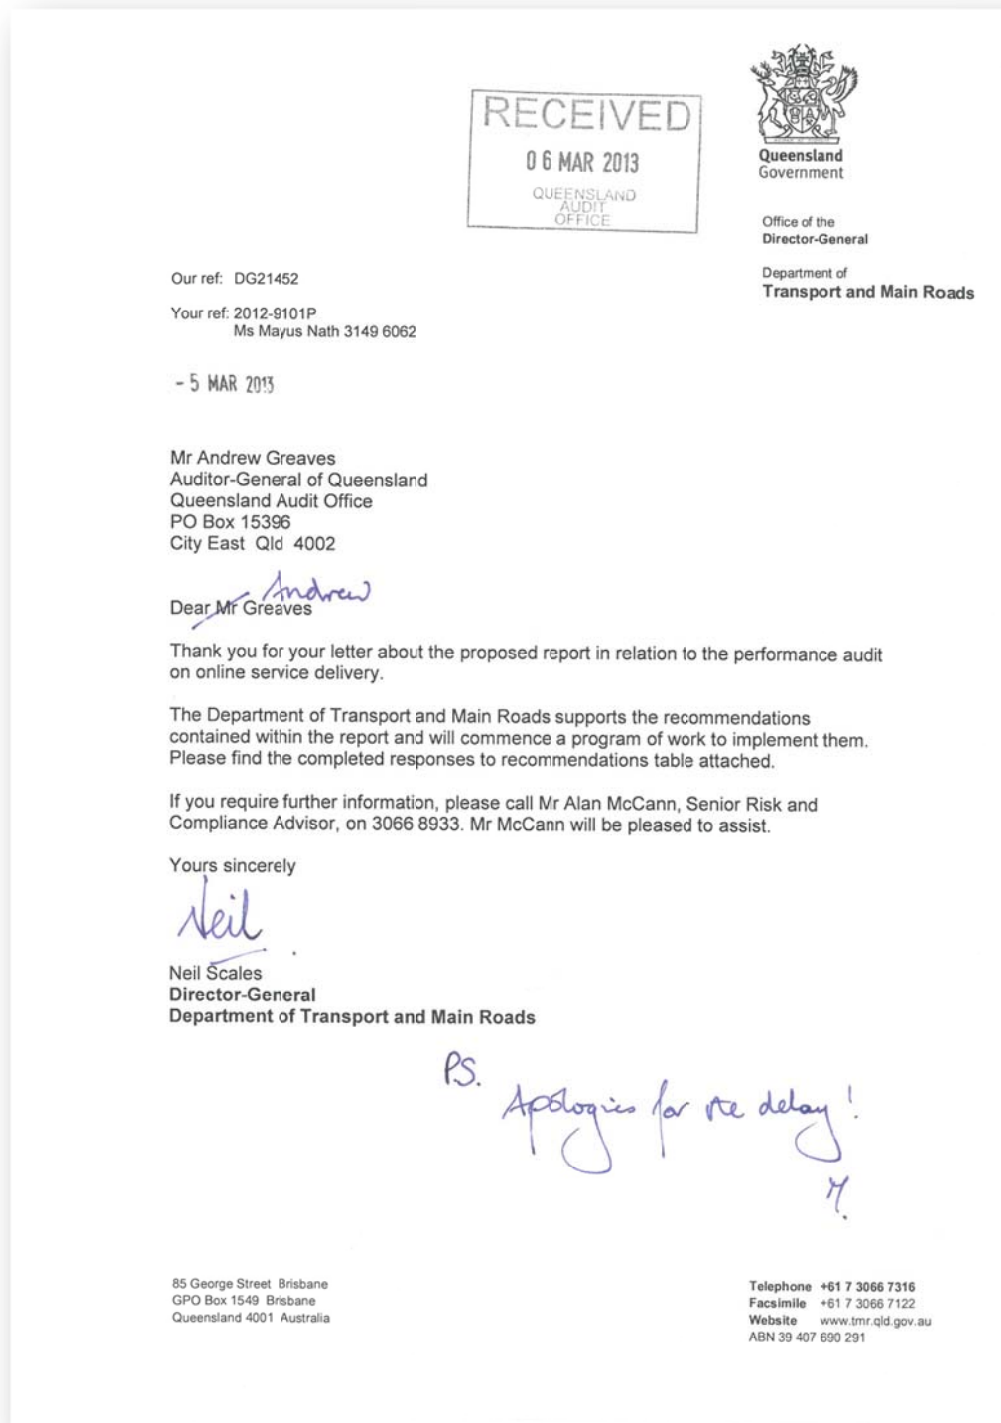 RECEIVED
06 MAR 2013
QUEENSLAND
AUDIT
OFFICE
Queensland
Government
Office of the
Director-General
Department of
Transport and Main Roads
Our ref: DG21452
Your ref: 2012-9101P
Ms Mayus Nath 3149 6062
- 5 MAR 2013
Mr Andrew Greaves
Auditor-General of Queensland
Queensland Audit Office
PO Box 15396
City East Qld 4002
Andrew
Dear Mr Greaves
Thank you for your letter about the proposed report in relation to the performance audit
on online service delivery.
The Department of Transport and Main Roads supports the recommendations
contained within the report and will commence a program of work to implement them.
Please find the completed responses to recommendations table attached.
If you require further information, please call Mr Alan McCann, Senior Risk and
Compliance Advisor, on 3066 8933. Mr McCann will be pleased to assist.
Yours sincerely
Neil
Neil Scales
Director-General
Department of Transport and Main Roads
PS.
Apologies for the delay!
85 George Street Brisbane
GPO Box 1549 Brisbane
Queensland 4001 Australia
Telephone +61 7 3066 7316
Facsimile +61 7 3066 7122
Website www.tmr.qld.gov.au
ABN 39 407 690 291